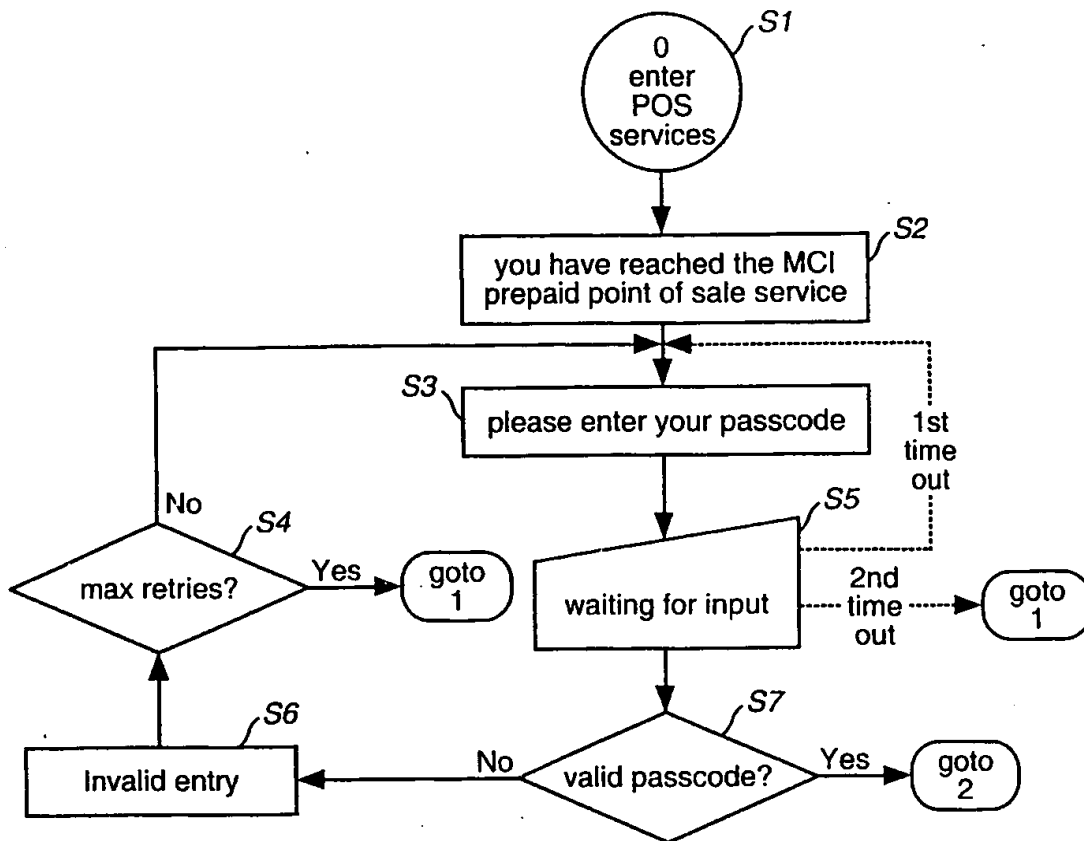 S1
0
enter
POS
services
S2
you have reached the MCI
prepaid point of sale service
S3
please enter your passcode
1st
time
out
No
S4
max retries?
Yes
goto
1
S5
waiting for input
2nd
time
out
goto
1
S6
Invalid entry
No
S7
valid passcode?
Yes
goto
2